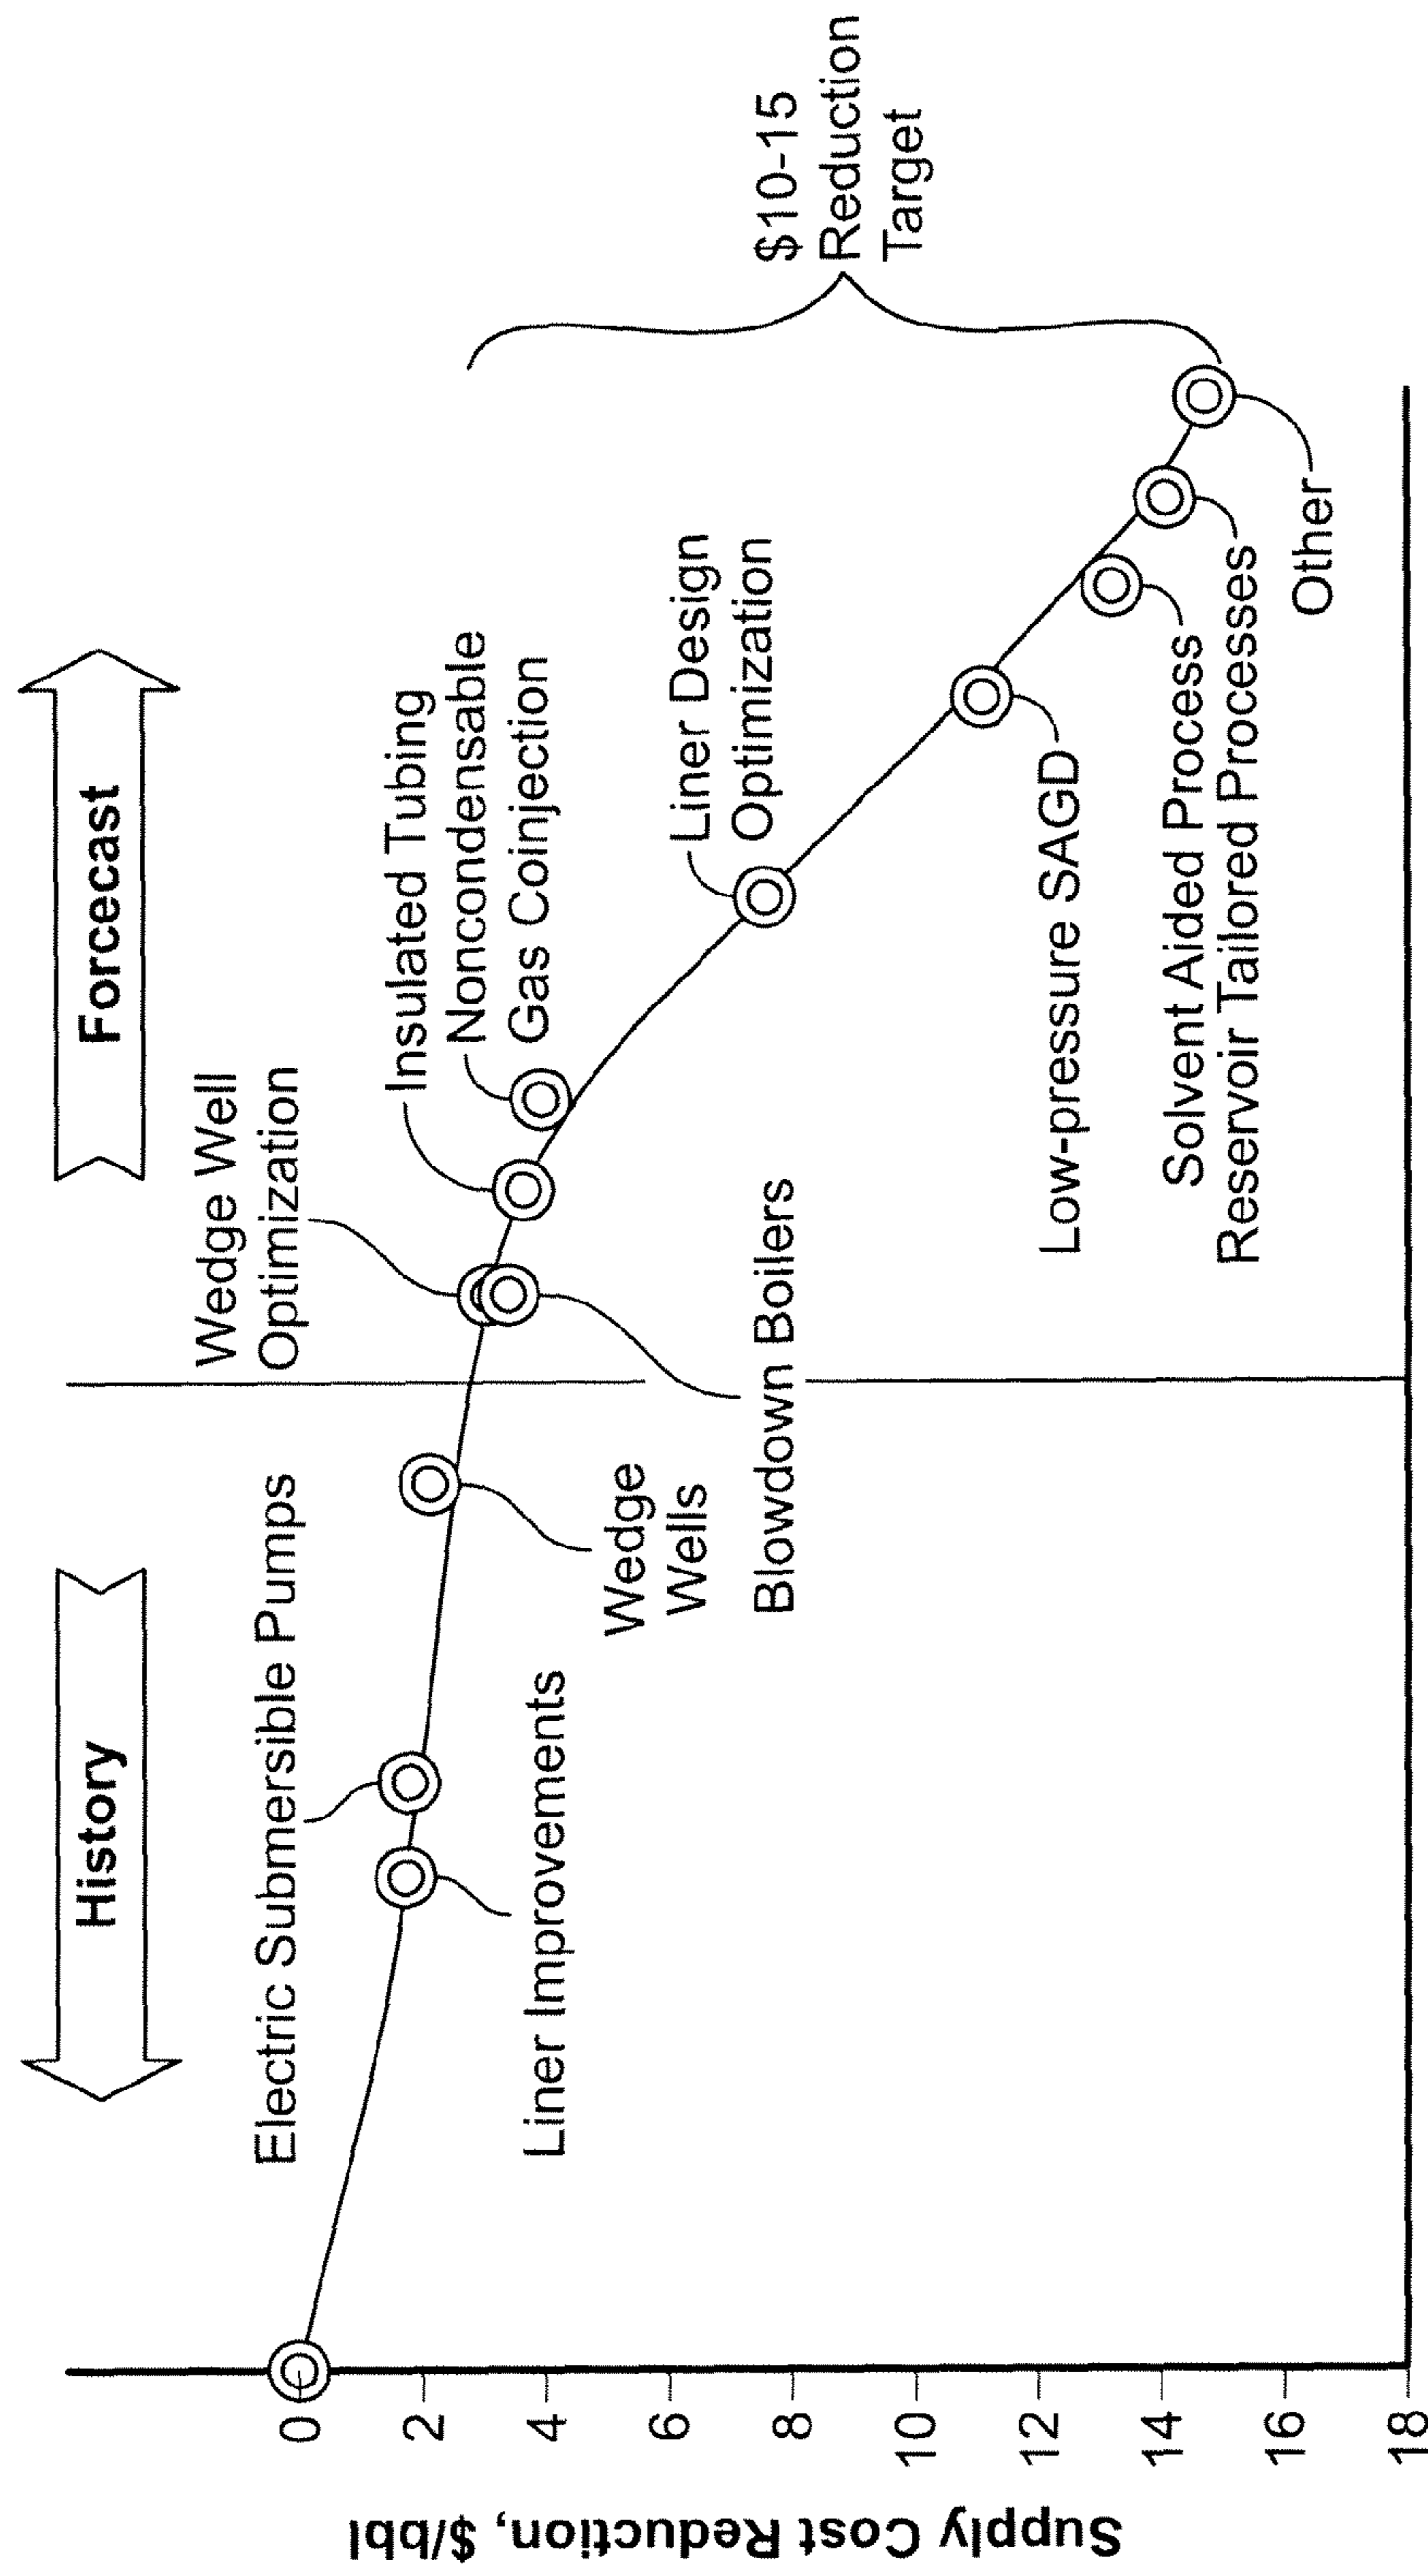 History
Forcecast
Electric Submersible Pumps
Wedge Well
Optimization
Insulated Tubing
Noncondensable
Gas Coinjection
Liner Design
Optimization
$10-15
Reduction
Target
Liner Improvements
Wedge
Wells
Blowdown Boilers
Low-pressure SAGD
Solvent Aided Process
Reservoir Tailored Processes
Other
Supply Cost Reduction, $/bbl
0
2
4
6
8
10
12
14
16
18